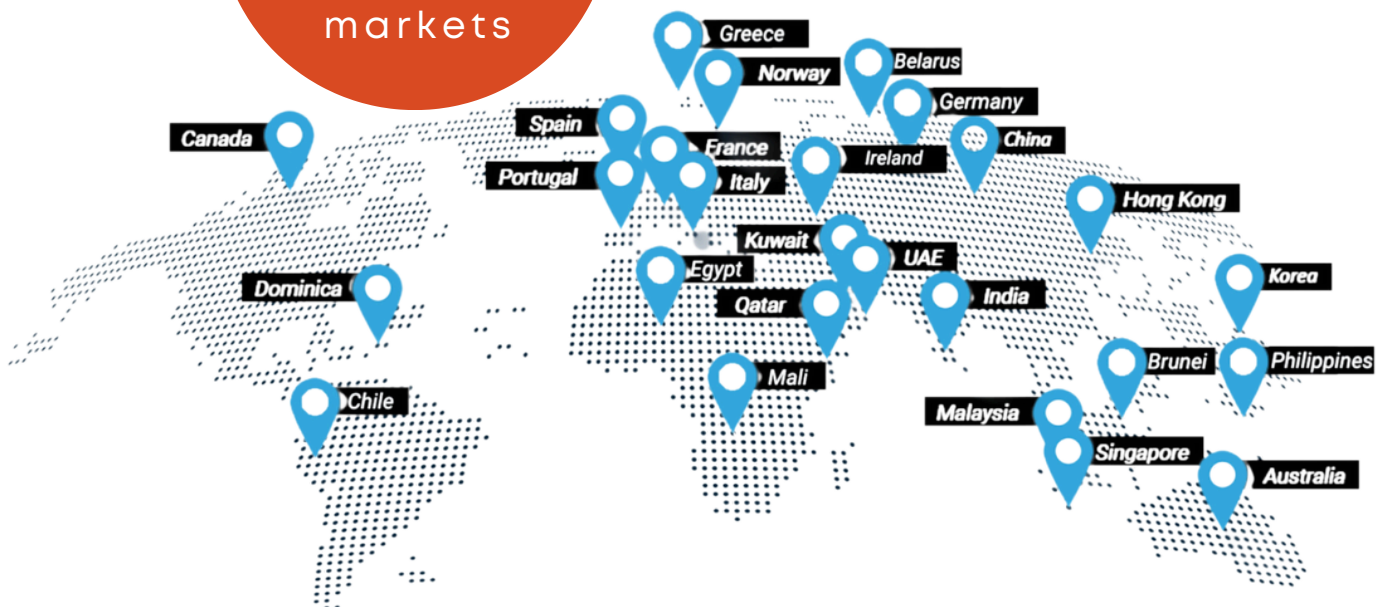 markets
Greece
Norway
Belarus
Germany
Spain
Canada
France
Ireland
China
Portugal
Italy
Hong Kong
Kuwait
UAE
Egypt
Korea
Dominica
Qatar
India
Brunei
Philippines
Mali
Chile
Malaysia
Singapore
Australia